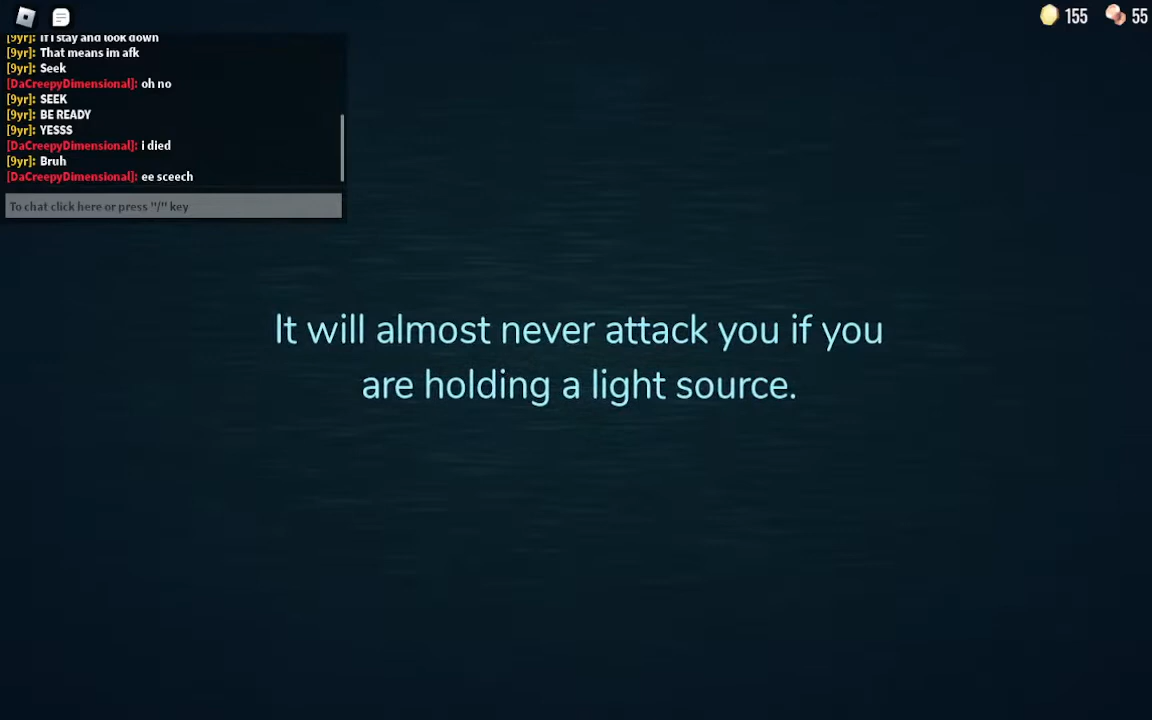 155
55
[9yr]: If I stay and look down
[9yr]: That means im afk
[9yr]: Seek
[DaCreepyDimensional]: oh no
[9yr]: SEEK
[9yr]: BE READY
[9yr]: YESSS
[DaCreepyDimensional]: i died
[9yr]: Bruh
[DaCreepyDimensional]: ee sceech
To chat click here or press "/" key
It will almost never attack you if you
are holding a light source.